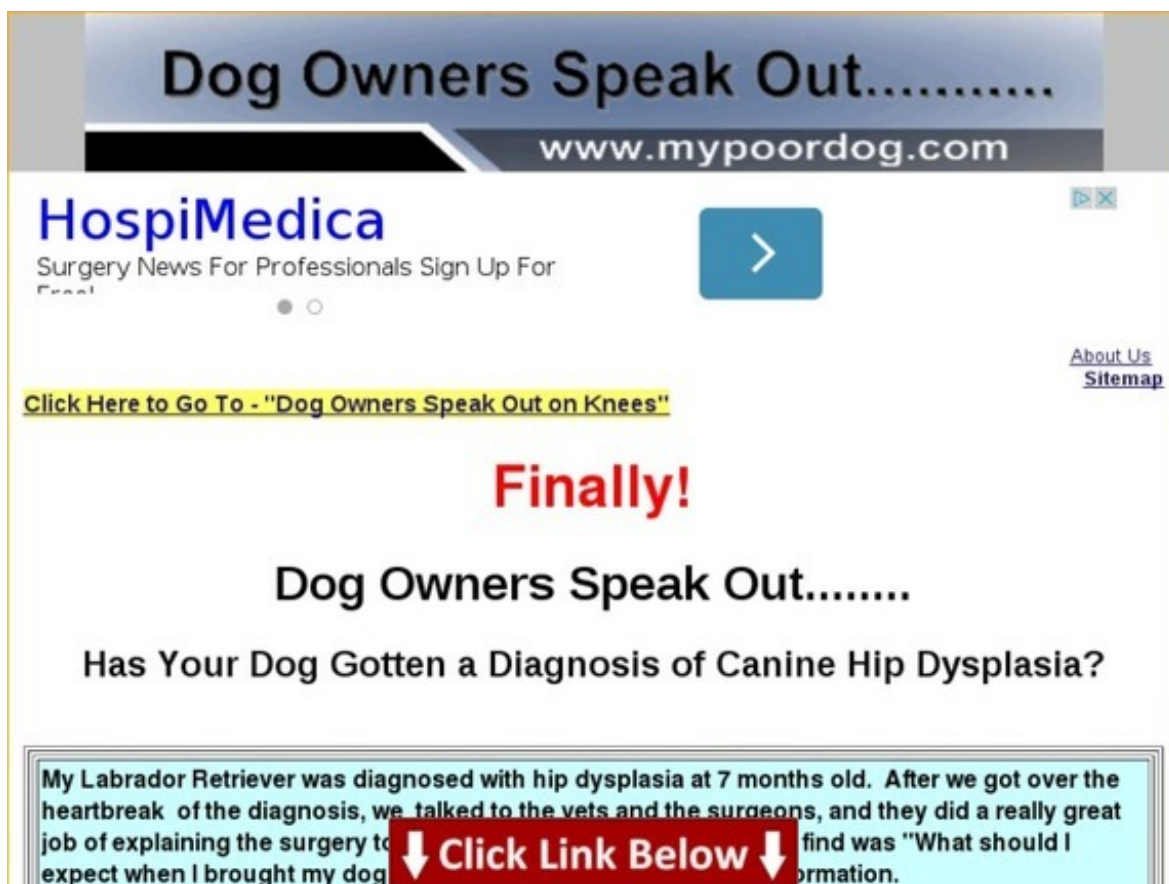 Dog Owners Speak Out...........
www.mypoordog.com
HospiMedica
Surgery News For Professionals Sign Up For
About Us
Sitemap
Click Here to Go To - "Dog Owners Speak Out on Knees"
Finally!
Dog Owners Speak Out........
Has Your Dog Gotten a Diagnosis of Canine Hip Dysplasia?
My Labrador Retriever was diagnosed with hip dysplasia at 7 months old. After we got over the
heartbreak of the diagnosis, we talked to the vets and the surgeons, and they did a really great
job of explaining the surgery to find was "What should I
expect when I brought my dog
Click Link Below